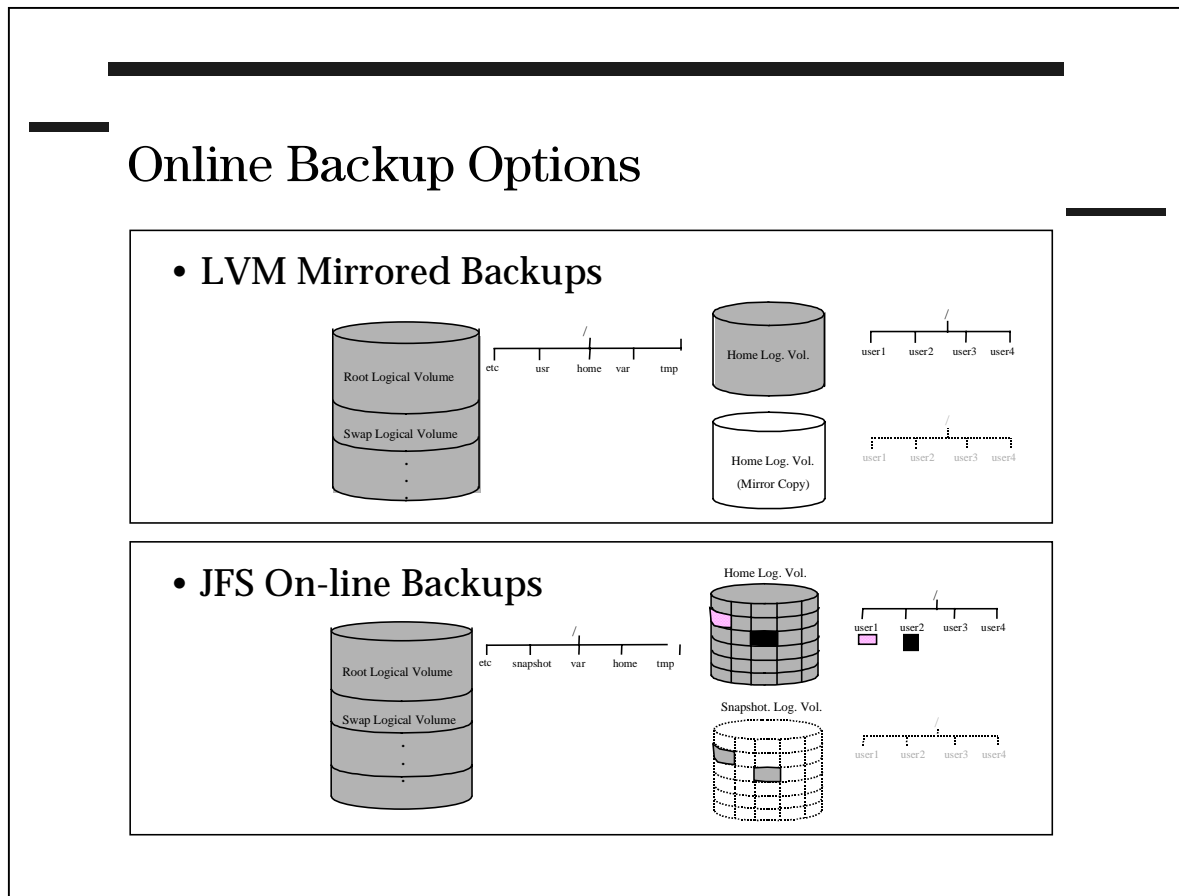 Online Backup Options
• LVM Mirrored Backups
Root Logical Volume
Swap Logical Volume
/
etc usr home var tmp
Home Log. Vol.
/
user1 user2 user3 user4
Home Log. Vol.
(Mirror Copy)
/
user1 user2 user3 user4
• JFS On-line Backups
Root Logical Volume
Swap Logical Volume
/
etc snapshot var home tmp
Home Log. Vol.
/
user1 user2 user3 user4
Snapshot. Log. Vol.
/
user1 user2 user3 user4